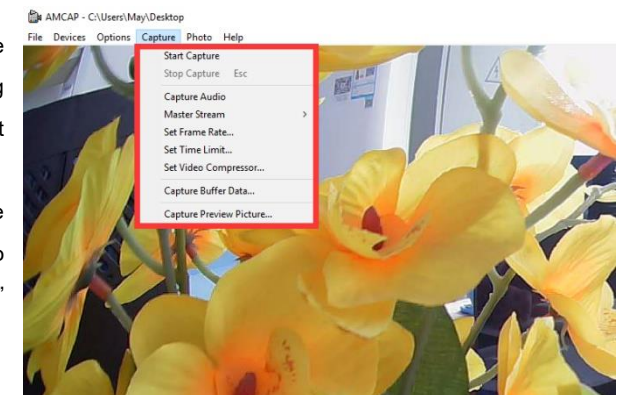 AMCAP - C:\Users\May\Desktop
File Devices Options Capture Photo Help
Start Capture
Stop Capture Esc
Capture Audio
Master Stream >
Set Frame Rate...
Set Time Limit...
Set Video Compressor...
Capture Buffer Data...
Capture Preview Picture...